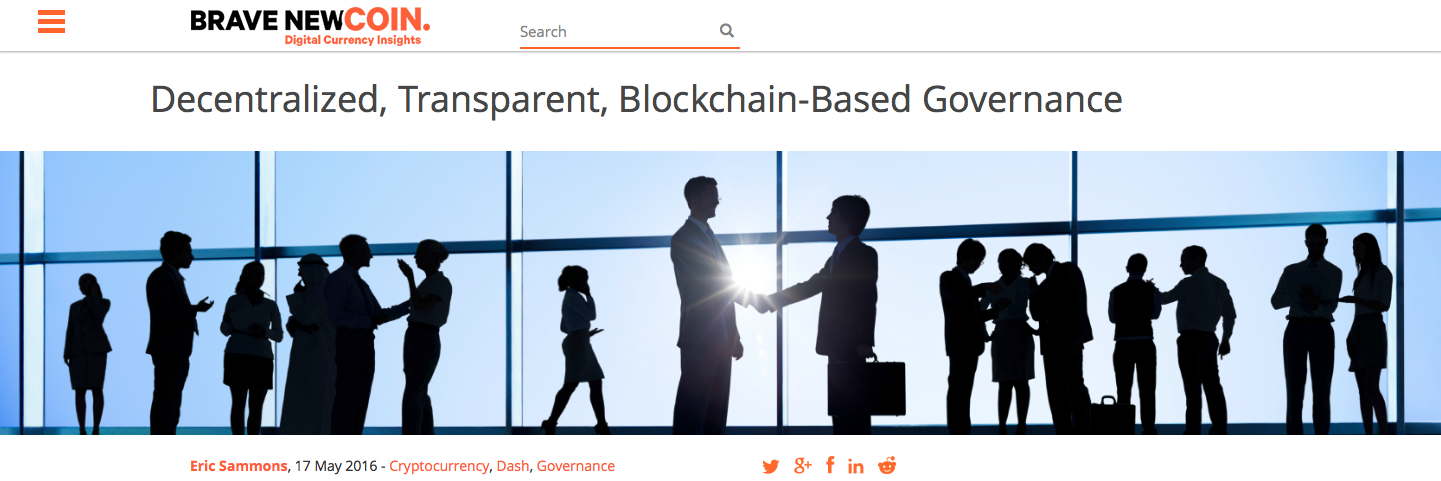 BRAVE NEWCOIN.
Digital Currency Insights
Search
Decentralized, Transparent, Blockchain-Based Governance
Eric Sammons, 17 May 2016 - Cryptocurrency, Dash, Governance